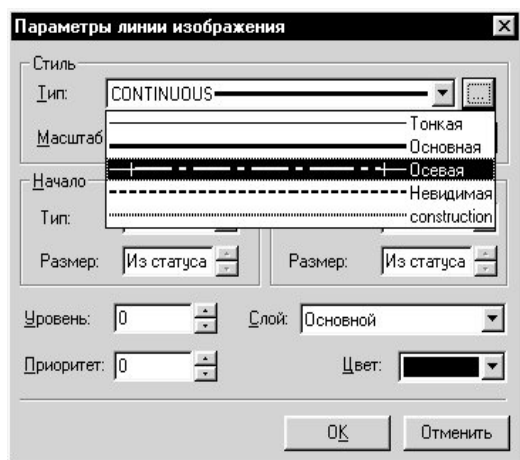 Параметры линии изображения
Стиль
Тип: CONTINUOUS
Масштаб
Тонкая
Основная
Осевая
Невидимая
construction
Начало
Тип:
Размер: Из статуса Размер: Из статуса
Уровень: 0 Слой: Основной
Приоритет: 0 Цвет:
OK Отменить